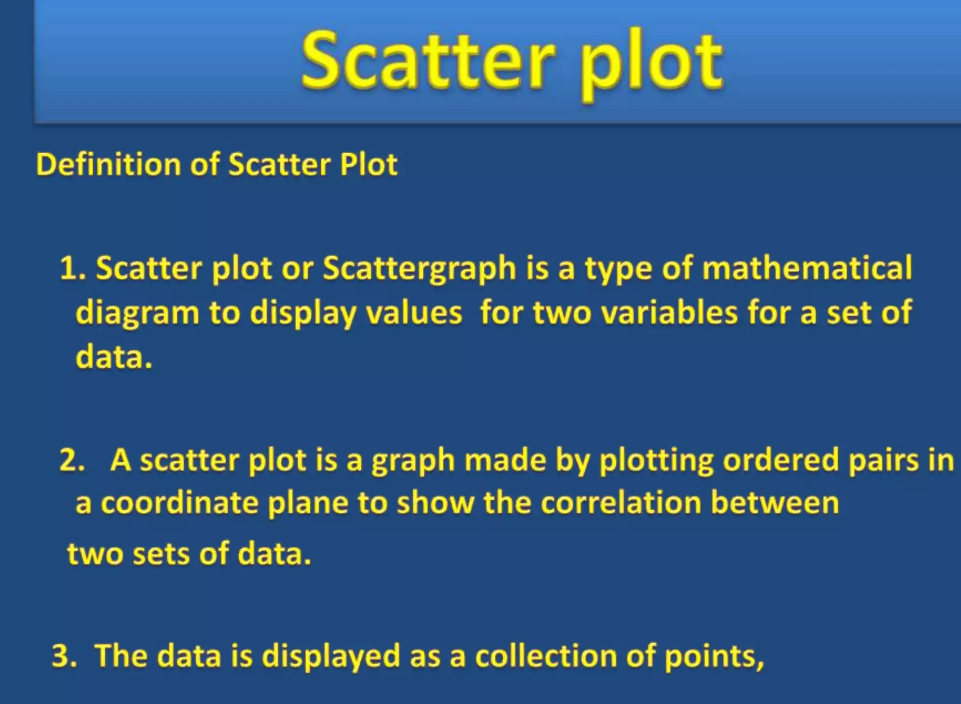 Scatter plot
Definition of Scatter Plot
1. Scatter plot or Scattergraph is a type of mathematical
diagram to display values for two variables for a set of
data.
2. A scatter plot is a graph made by plotting ordered pairs in
a coordinate plane to show the correlation between
two sets of data.
3. The data is displayed as a collection of points,